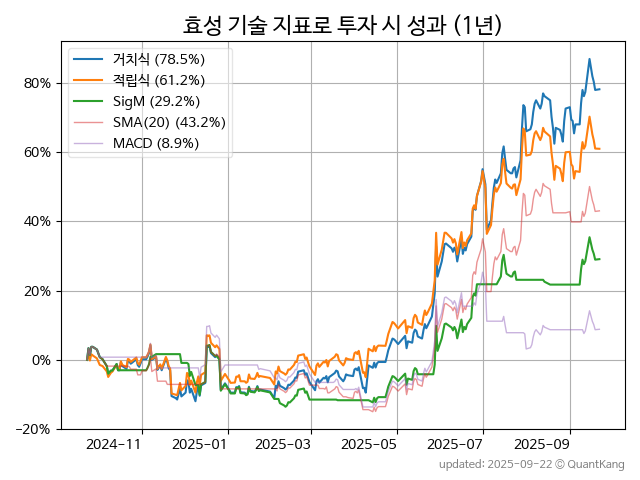 효성 기술 지표로 투자 시 성과 (1년)
거치식 (78.5%)
적립식 (61.2%)
SigM (29.2%)
SMA(20) (43.2%)
MACD (8.9%)
80%
60%
40%
20%
0%
−20%
2024-11 2025-01 2025-03 2025-05 2025-07 2025-09
updated: 2025-09-22 © QuantKang